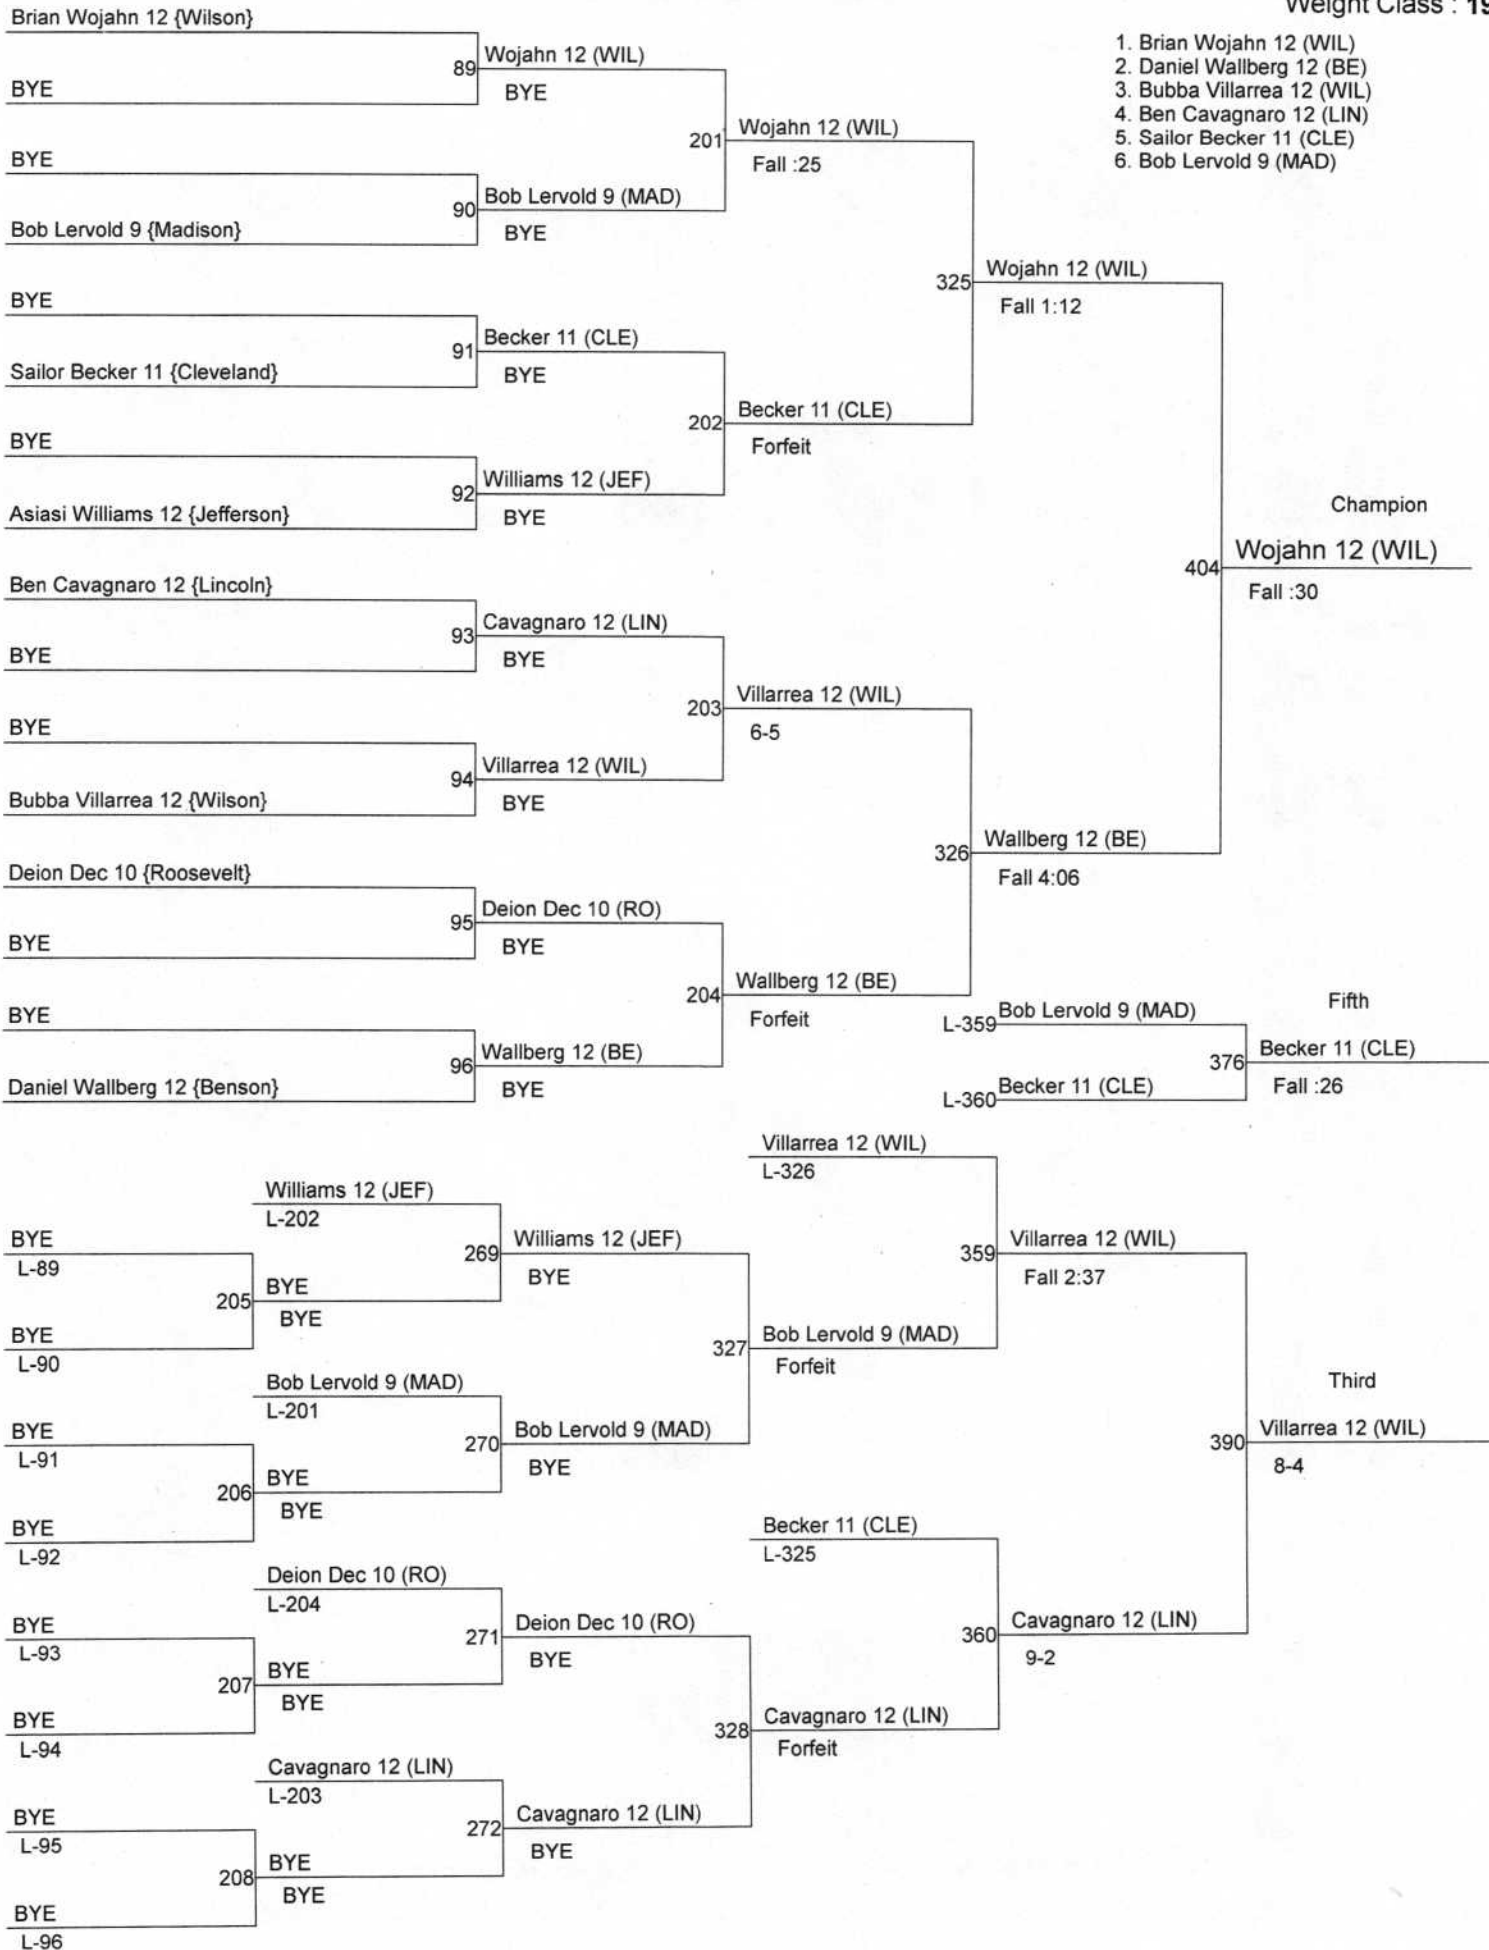 Weight Class : 19
1. Brian Wojahn 12 (WIL)
2. Daniel Wallberg 12 (BE)
3. Bubba Villarrea 12 (WIL)
4. Ben Cavagnaro 12 (LIN)
5. Sailor Becker 11 (CLE)
6. Bob Lervold 9 (MAD)
Brian Wojahn 12 {Wilson}
BYE
89
Wojahn 12 (WIL)
BYE
BYE
Bob Lervold 9 {Madison}
90
Bob Lervold 9 (MAD)
BYE
201
Wojahn 12 (WIL)
Fall :25
BYE
Sailor Becker 11 {Cleveland}
91
Becker 11 (CLE)
BYE
BYE
Asiasi Williams 12 {Jefferson}
92
Williams 12 (JEF)
BYE
202
Becker 11 (CLE)
Forfeit
325
Wojahn 12 (WIL)
Fall 1:12
Ben Cavagnaro 12 {Lincoln}
BYE
93
Cavagnaro 12 (LIN)
BYE
BYE
Bubba Villarrea 12 {Wilson}
94
Villarrea 12 (WIL)
BYE
203
Villarrea 12 (WIL)
6-5
Deion Dec 10 {Roosevelt}
BYE
95
Deion Dec 10 (RO)
BYE
BYE
Daniel Wallberg 12 {Benson}
96
Wallberg 12 (BE)
BYE
204
Wallberg 12 (BE)
Forfeit
326
Wallberg 12 (BE)
Fall 4:06
Champion
404
Wojahn 12 (WIL)
Fall :30
Fifth
L-359
Bob Lervold 9 (MAD)
L-360
Becker 11 (CLE)
376
Becker 11 (CLE)
Fall :26
BYE
L-89
BYE
L-90
205
BYE
BYE
Williams 12 (JEF)
L-202
269
Williams 12 (JEF)
BYE
BYE
L-91
BYE
L-92
206
BYE
BYE
Bob Lervold 9 (MAD)
L-201
270
Bob Lervold 9 (MAD)
BYE
327
Bob Lervold 9 (MAD)
Forfeit
Villarrea 12 (WIL)
L-326
359
Villarrea 12 (WIL)
Fall 2:37
BYE
L-93
BYE
L-94
207
BYE
BYE
Deion Dec 10 (RO)
L-204
271
Deion Dec 10 (RO)
BYE
BYE
L-95
BYE
L-96
208
BYE
BYE
Cavagnaro 12 (LIN)
L-203
272
Cavagnaro 12 (LIN)
BYE
328
Cavagnaro 12 (LIN)
Forfeit
Becker 11 (CLE)
L-325
360
Cavagnaro 12 (LIN)
9-2
Third
390
Villarrea 12 (WIL)
8-4